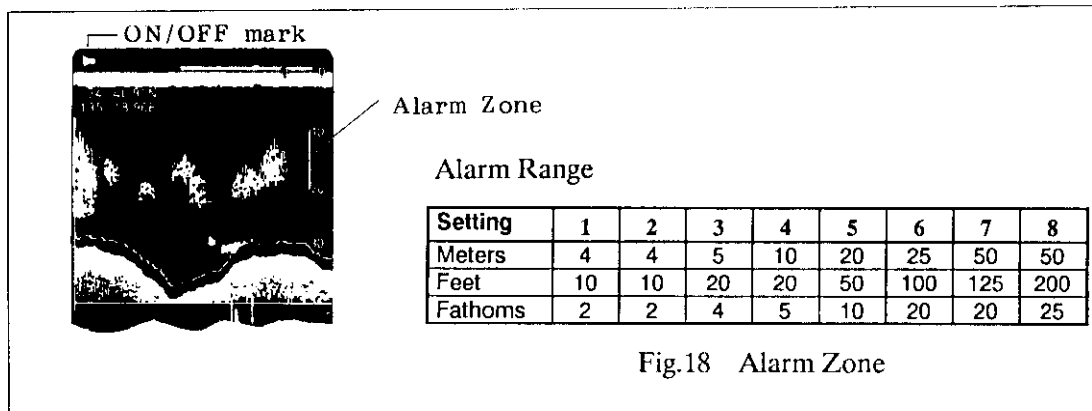 ON/OFF mark
Alarm Zone
Alarm Range
Setting 1 2 3 4 5 6 7 8
Meters 4 4 5 10 20 25 50 50
Feet 10 10 20 20 50 100 125 200
Fathoms 2 2 4 5 10 20 20 25
Fig.18 Alarm Zone